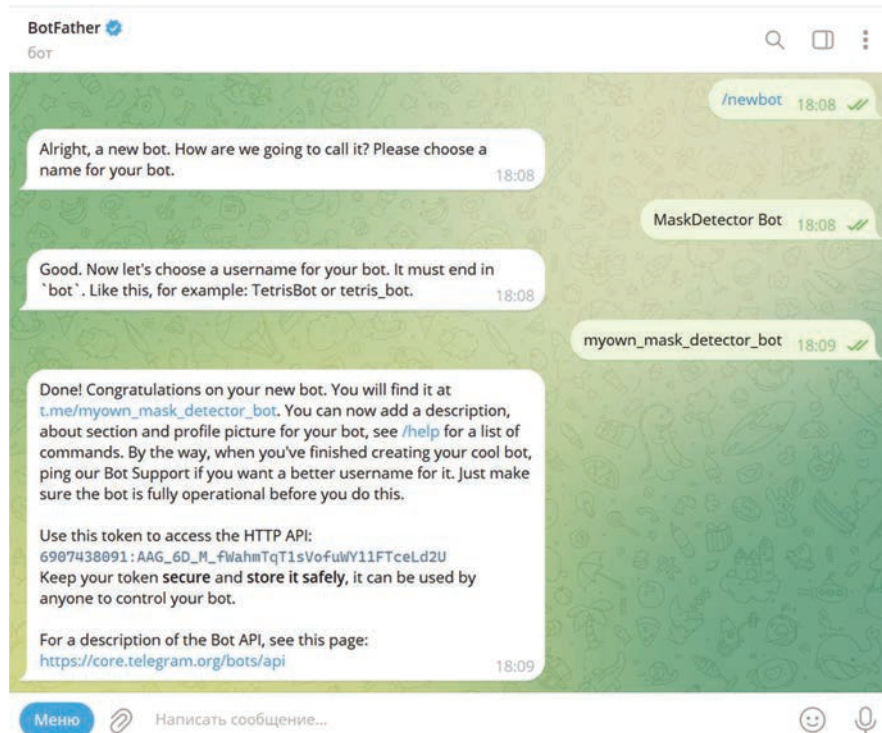 BotFather
бот
/newbot 18:08
Alright, a new bot. How are we going to call it? Please choose a
name for your bot. 18:08
MaskDetector Bot 18:08
Good. Now let's choose a username for your bot. It must end in
`bot`. Like this, for example: TetrisBot or tetris_bot. 18:08
myown_mask_detector_bot 18:09
Done! Congratulations on your new bot. You will find it at
t.me/myown_mask_detector_bot. You can now add a description,
about section and profile picture for your bot, see /help for a list of
commands. By the way, when you've finished creating your cool bot,
ping our Bot Support if you want a better username for it. Just make
sure the bot is fully operational before you do this.
Use this token to access the HTTP API:
6907438091:AAG_6D_M_fWahmTqT1sVofuWY11FTceLd2U
Keep your token secure and store it safely, it can be used by
anyone to control your bot.
For a description of the Bot API, see this page:
https://core.telegram.org/bots/api 18:09
Меню Написать сообщение...